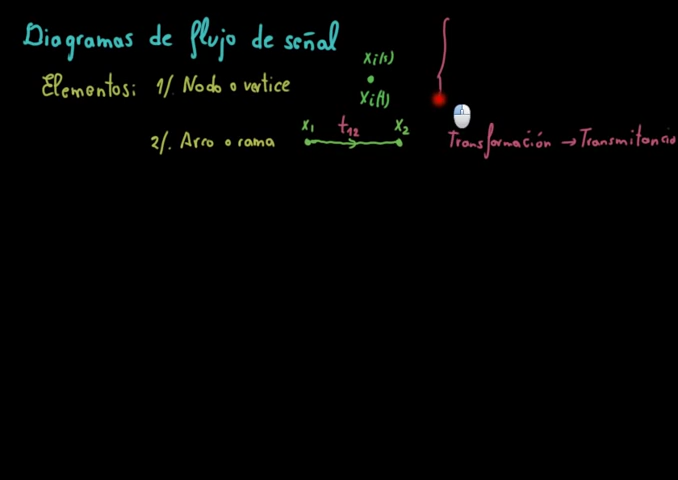 Diagramas de flujo de señal
Xi(s)
Elementos: 1/. Nodo o vertice
Xi(t)
X1 t12 X2
2/. Arco o rama
Transformación → Transmitancia